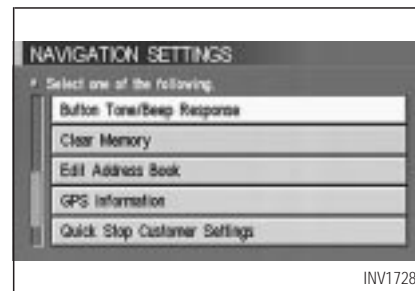 NAVIGATION SETTINGS
Select one of the following.
Button Tone/Beep Response
Clear Memory
Edit Address Book
GPS Information
Quick Stop Customer Settings
INV1728